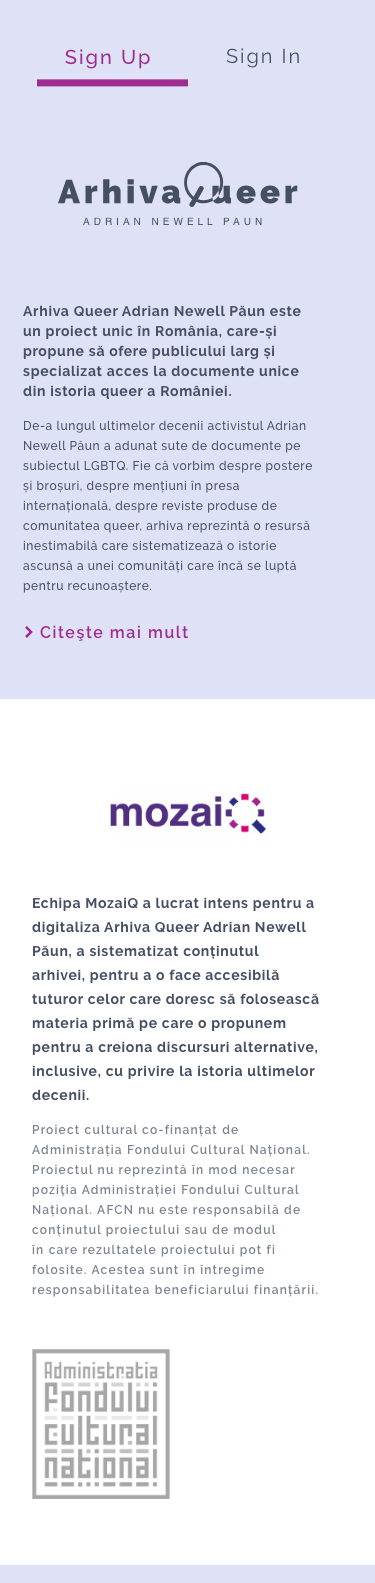 Sign Up
Sign In
Arhiva Queer
ADRIAN NEWELL PAUN
Arhiva Queer Adrian Newell Păun este
un proiect unic în România, care-și
propune să ofere publicului larg și
specializat acces la documente unice
din istoria queer a României.
De-a lungul ultimelor decenii activistul Adrian
Newell Păun a adunat sute de documente pe
subiectul LGBTQ. Fie că vorbim despre postere
și broșuri, despre mențiuni în presa
internațională, despre reviste produse de
comunitatea queer, arhiva reprezintă o resursă
inestimabilă care sistematizează o istorie
ascunsă a unei comunități care încă se luptă
pentru recunoaștere.
Citeşte mai mult
mozaiQ
Echipa MozaiQ a lucrat intens pentru a
digitaliza Arhiva Queer Adrian Newell
Păun, a sistematizat conținutul
arhivei, pentru a o face accesibilă
tuturor celor care doresc să folosească
materia primă pe care o propunem
pentru a creiona discursuri alternative,
inclusive, cu privire la istoria ultimelor
decenii.
Proiect cultural co-finanțat de
Administrația Fondului Cultural Național.
Proiectul nu reprezintă în mod necesar
poziția Administrației Fondului Cultural
Național. AFCN nu este responsabilă de
conținutul proiectului sau de modul
în care rezultatele proiectului pot fi
folosite. Acestea sunt în întregime
responsabilitatea beneficiarului finanțării.
Administratia
Fondului
cultural
national